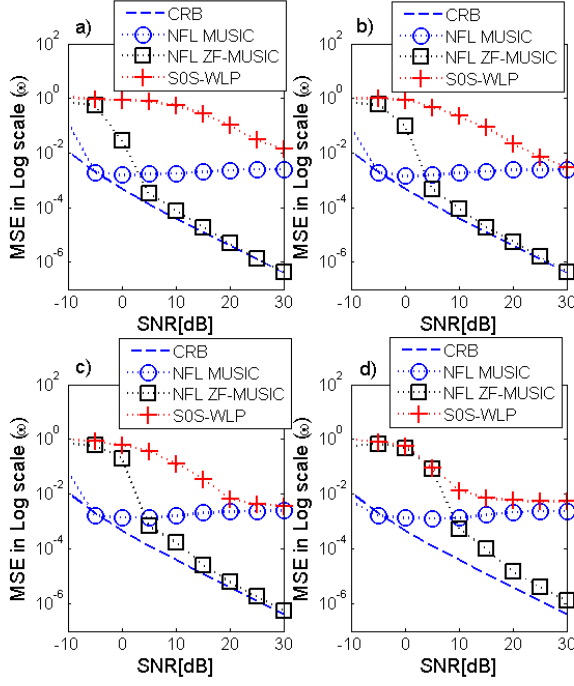 a)
CRB
NFL MUSIC
NFL ZF-MUSIC
S0S-WLP
MSE in Log scale (ω)
10^2
10^0
10^-2
10^-4
10^-6
-10 0 10 20 30
SNR[dB]
b)
CRB
NFL MUSIC
NFL ZF-MUSIC
S0S-WLP
MSE in Log scale (ω)
10^2
10^0
10^-2
10^-4
10^-6
-10 0 10 20 30
SNR[dB]
c)
CRB
NFL MUSIC
NFL ZF-MUSIC
S0S-WLP
MSE in Log scale (ω)
10^2
10^0
10^-2
10^-4
10^-6
-10 0 10 20 30
SNR[dB]
d)
CRB
NFL MUSIC
NFL ZF-MUSIC
S0S-WLP
MSE in Log scale (ω)
10^2
10^0
10^-2
10^-4
10^-6
-10 0 10 20 30
SNR[dB]